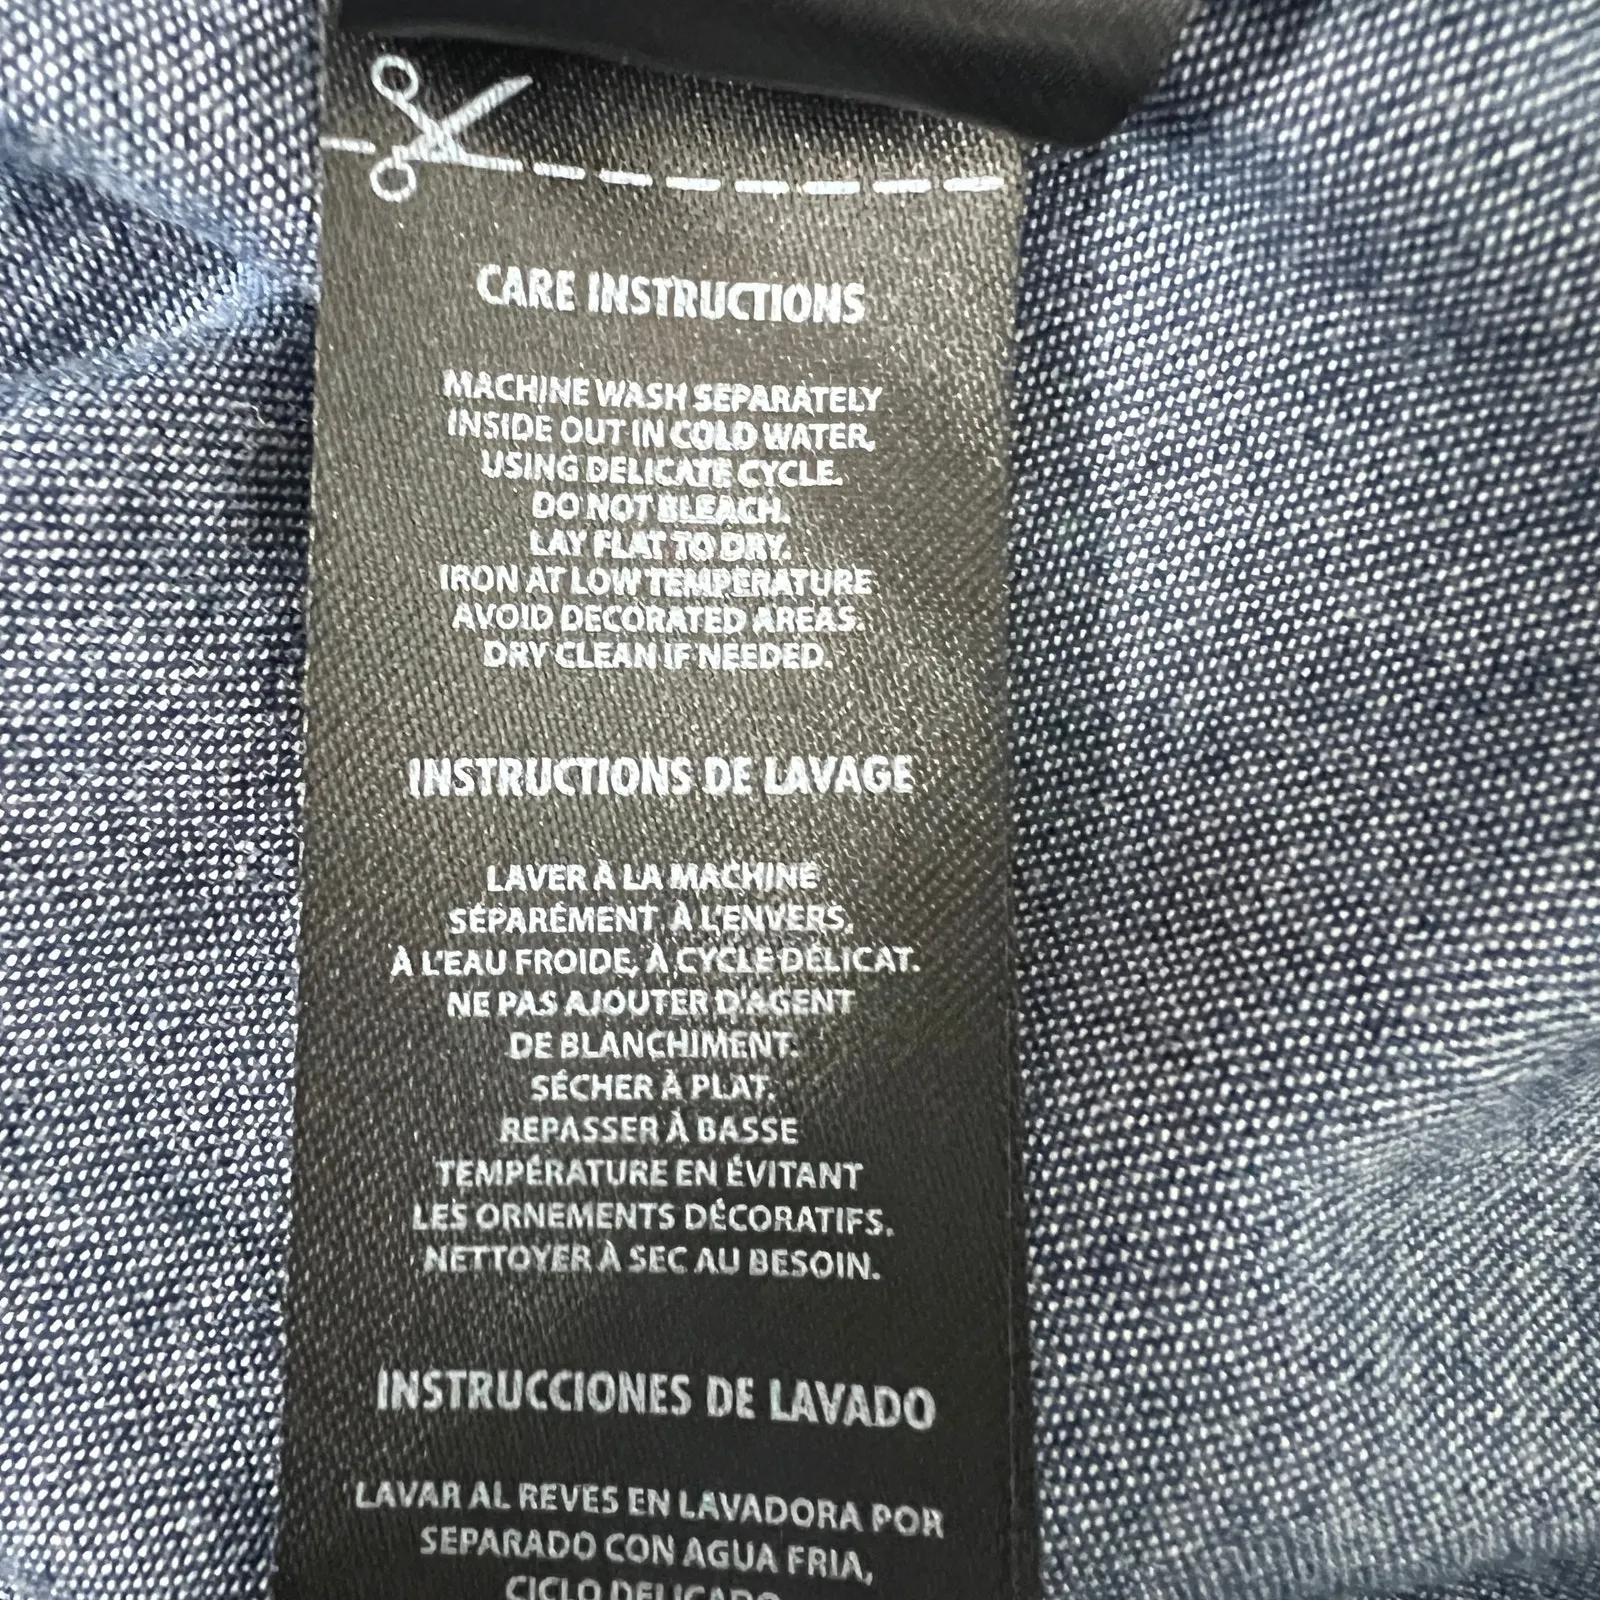 CARE INSTRUCTIONS
MACHINE WASH SEPARATELY
INSIDE OUT IN COLD WATER,
USING DELICATE CYCLE.
DO NOT BLEACH.
LAY FLAT TO DRY.
IRON AT LOW TEMPERATURE
AVOID DECORATED AREAS.
DRY CLEAN IF NEEDED.
INSTRUCTIONS DE LAVAGE
LAVER À LA MACHINE
SÉPARÉMENT, À L'ENVERS,
À L'EAU FROIDE, À CYCLE DÉLICAT.
NE PAS AJOUTER D'AGENT
DE BLANCHIMENT.
SÉCHER À PLAT.
REPASSER À BASSE
TEMPÉRATURE EN ÉVITANT
LES ORNEMENTS DÉCORATIFS.
NETTOYER À SEC AU BESOIN.
INSTRUCCIONES DE LAVADO
LAVAR AL REVES EN LAVADORA POR
SEPARADO CON AGUA FRIA,
CICLO DELICADO